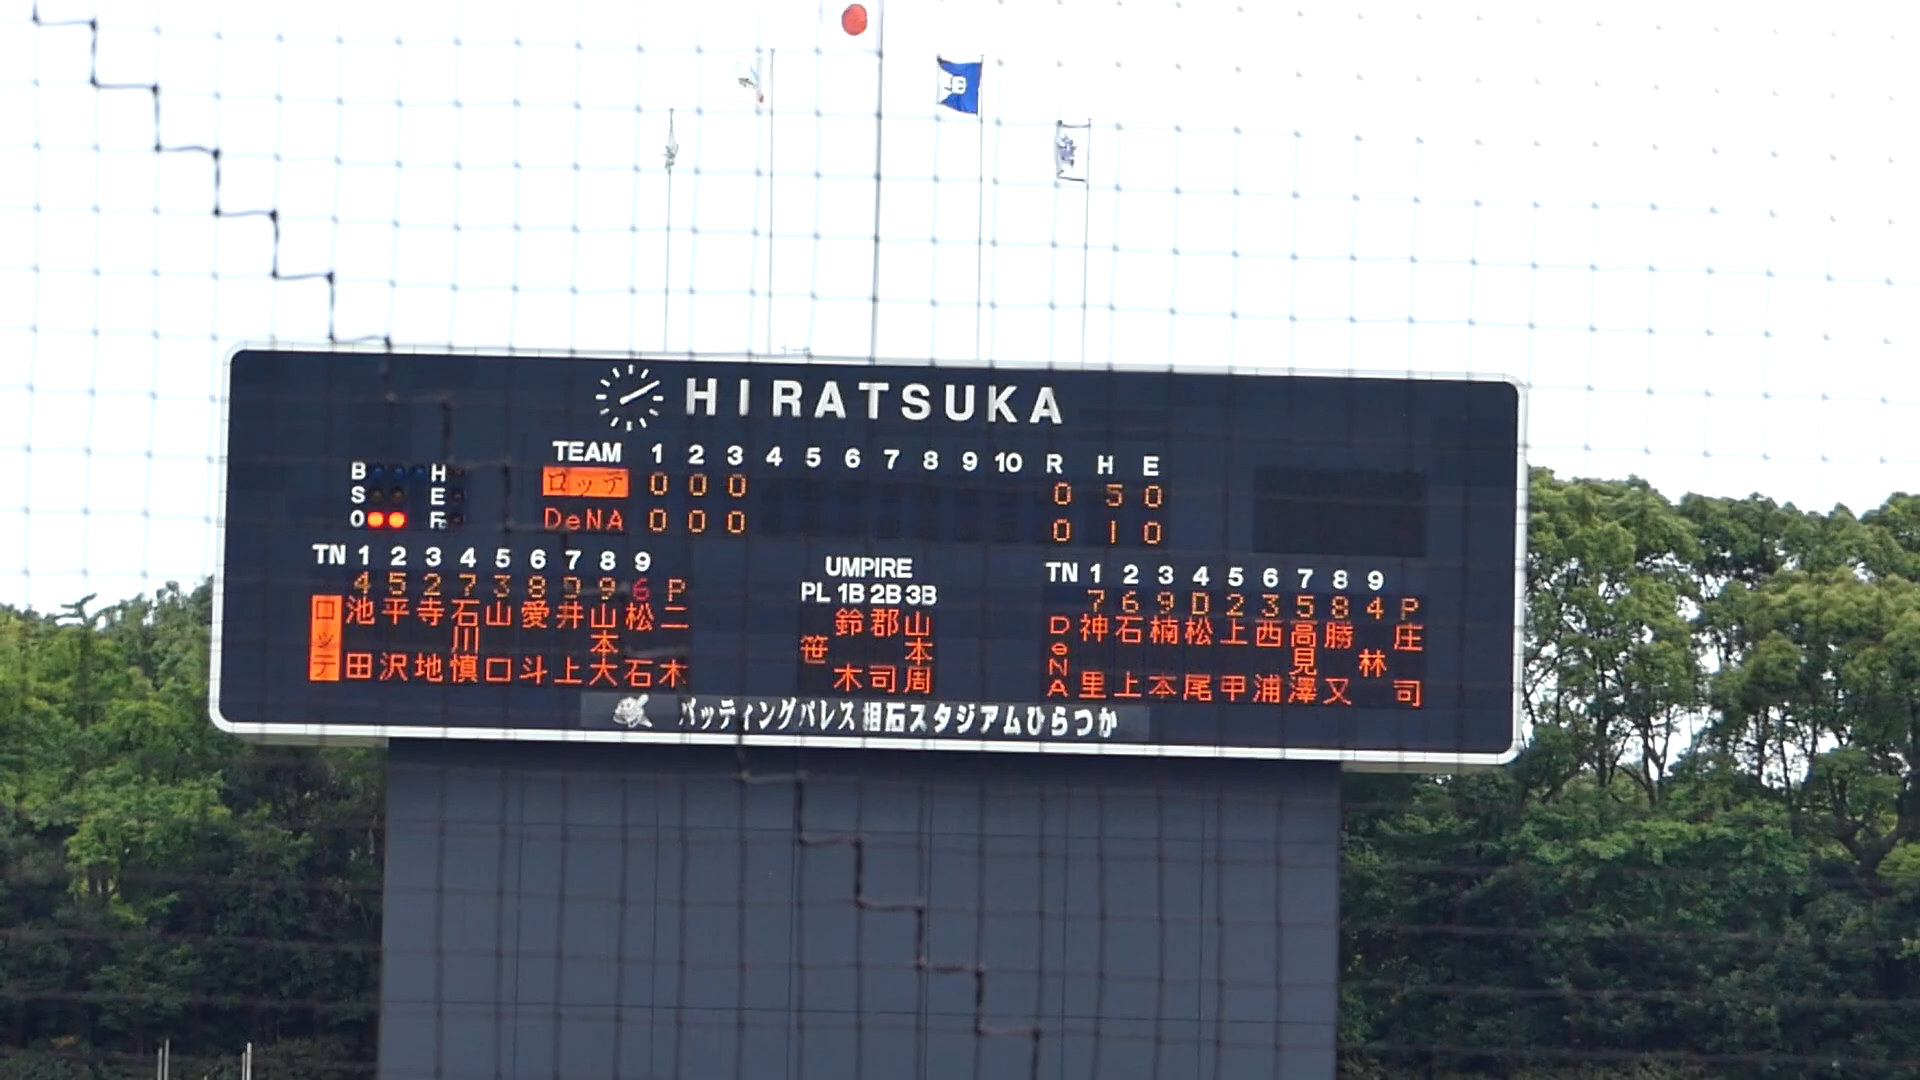 HIRATSUKA
TEAM 1 2 3 4 5 6 7 8 9 10 R H E
ロッテ 0 0 0 0 5 0
DeNA 0 0 0 0 1 0
B H
S E
O Fc
TN 1 2 3 4 5 6 7 8 9
4 5 2 7 3 8 D 9 6 P
ロッテ 池田 平沢 寺地 石川慎 山口 愛斗 井上 山本大 松石 二木
UMPIRE
PL 1B 2B 3B
笹 鈴木 郡司 山本周
TN 1 2 3 4 5 6 7 8 9
7 6 9 D 2 3 5 8 4 P
DeNA 神里 石上 楠本 松尾 上甲 西浦 高見澤 勝又 林 庄司
バッティングパレス相石スタジアムひらつか